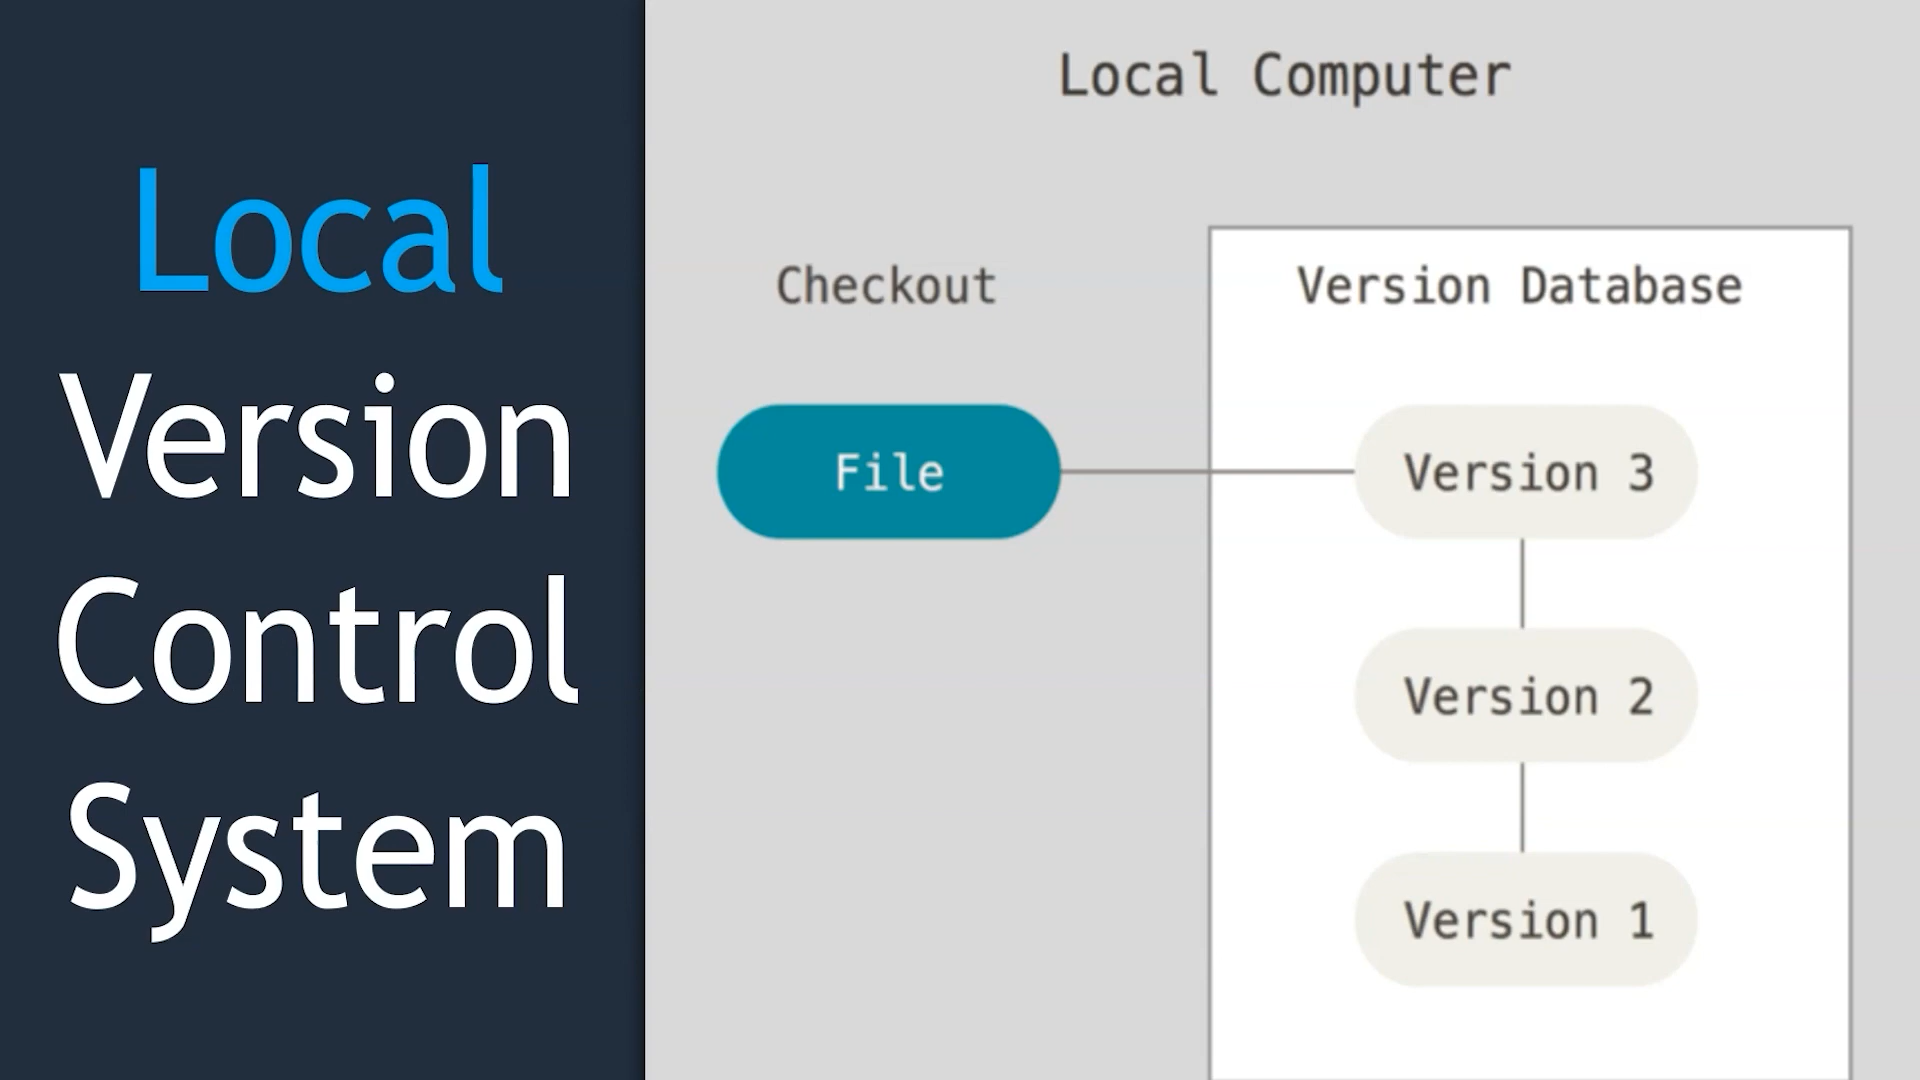 Local
Version
Control
System
Local Computer
Checkout
Version Database
File
Version 3
Version 2
Version 1